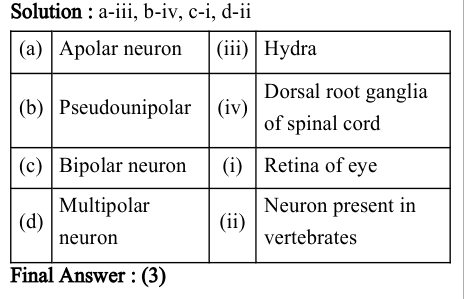 Solution : a-iii, b-iv, c-i, d-ii
(a) Apolar neuron (iii) Hydra
(b) Pseudounipolar (iv) Dorsal root ganglia
of spinal cord
(c) Bipolar neuron (i) Retina of eye
(d) Multipolar
neuron (ii) Neuron present in
vertebrates
Final Answer : (3)